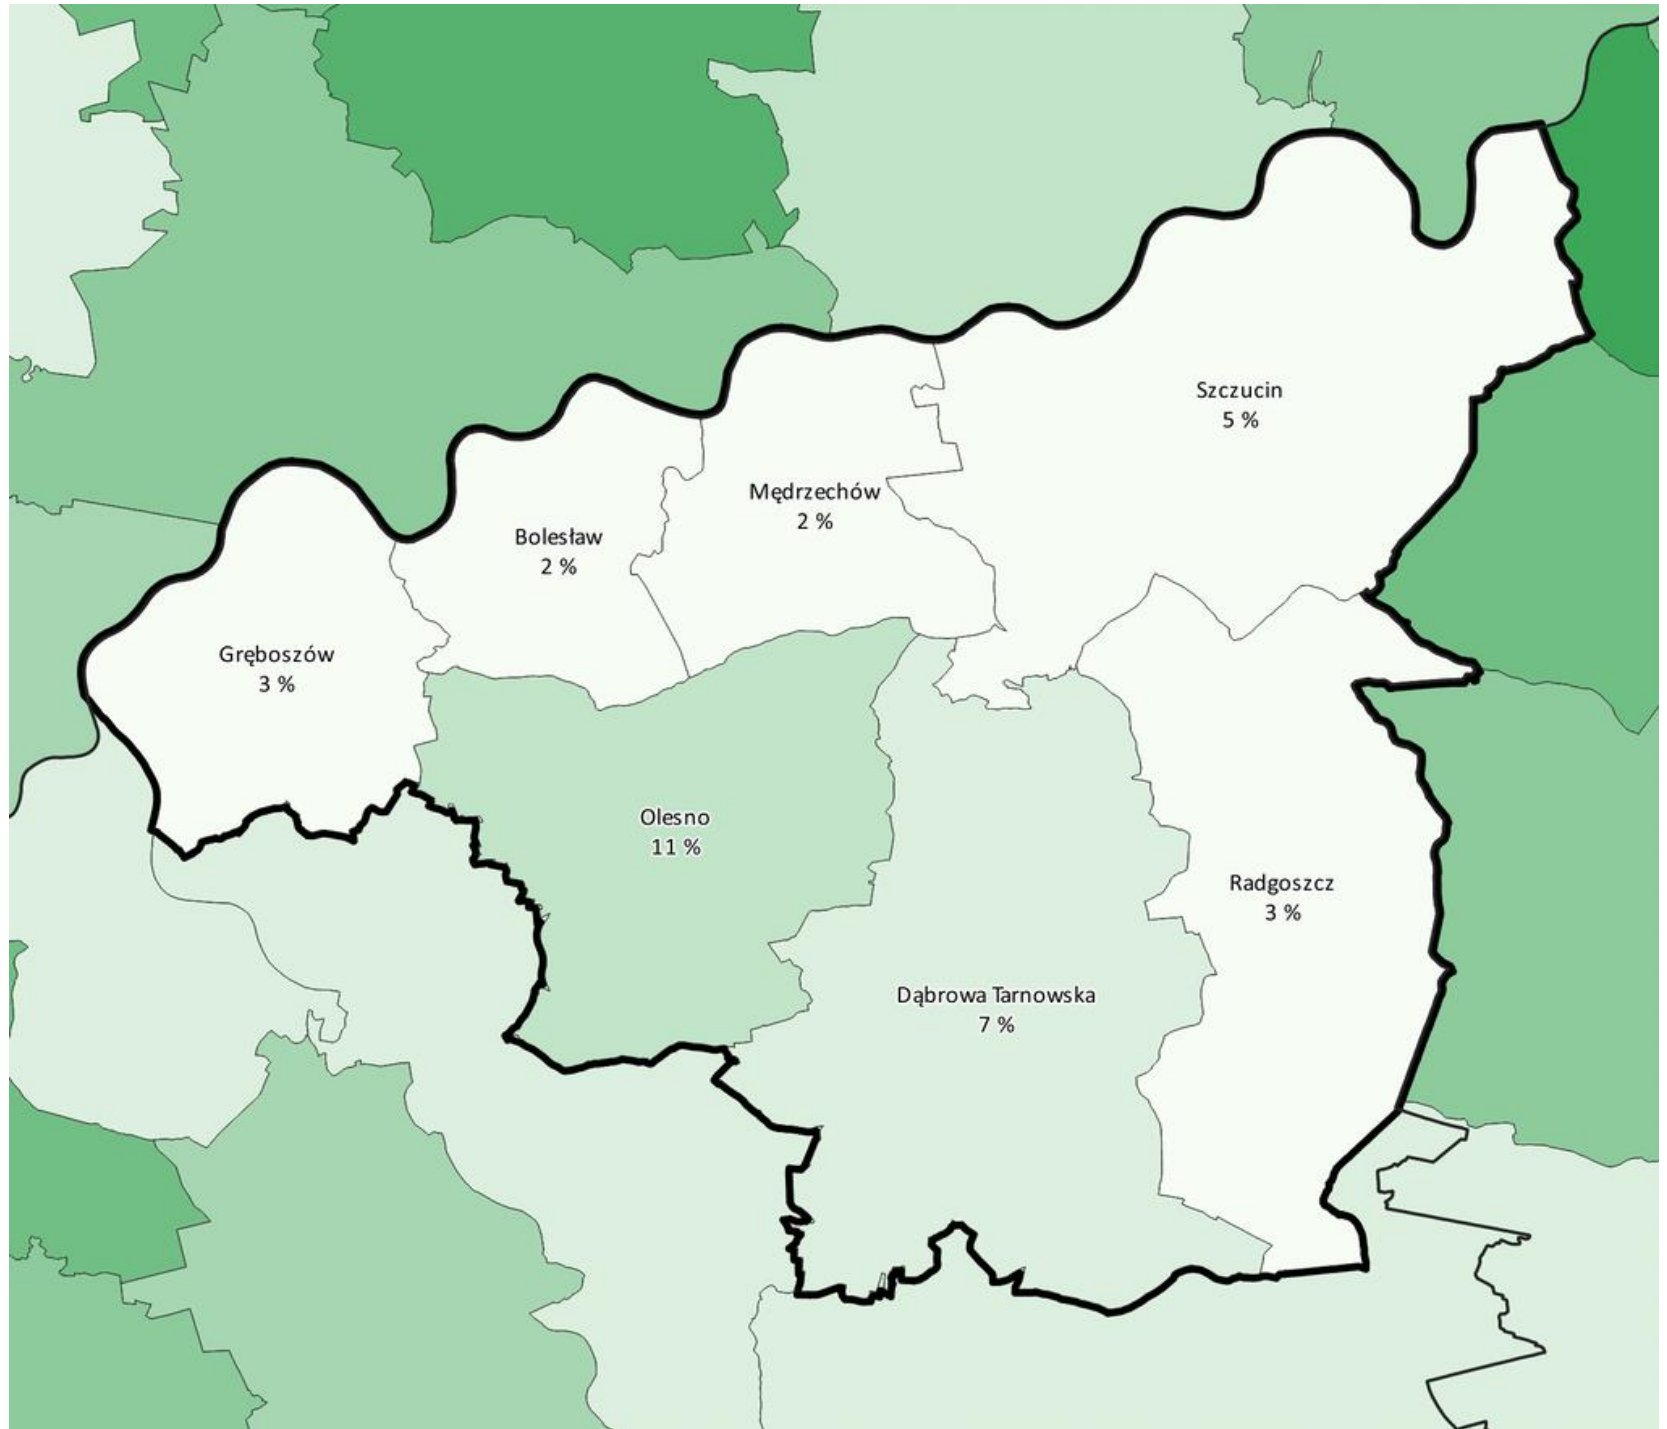 Szczucin
5 %
Mędrzechów
2 %
Bolesław
2 %
Gręboszów
3 %
Olesno
11 %
Radgoszcz
3 %
Dąbrowa Tarnowska
7 %